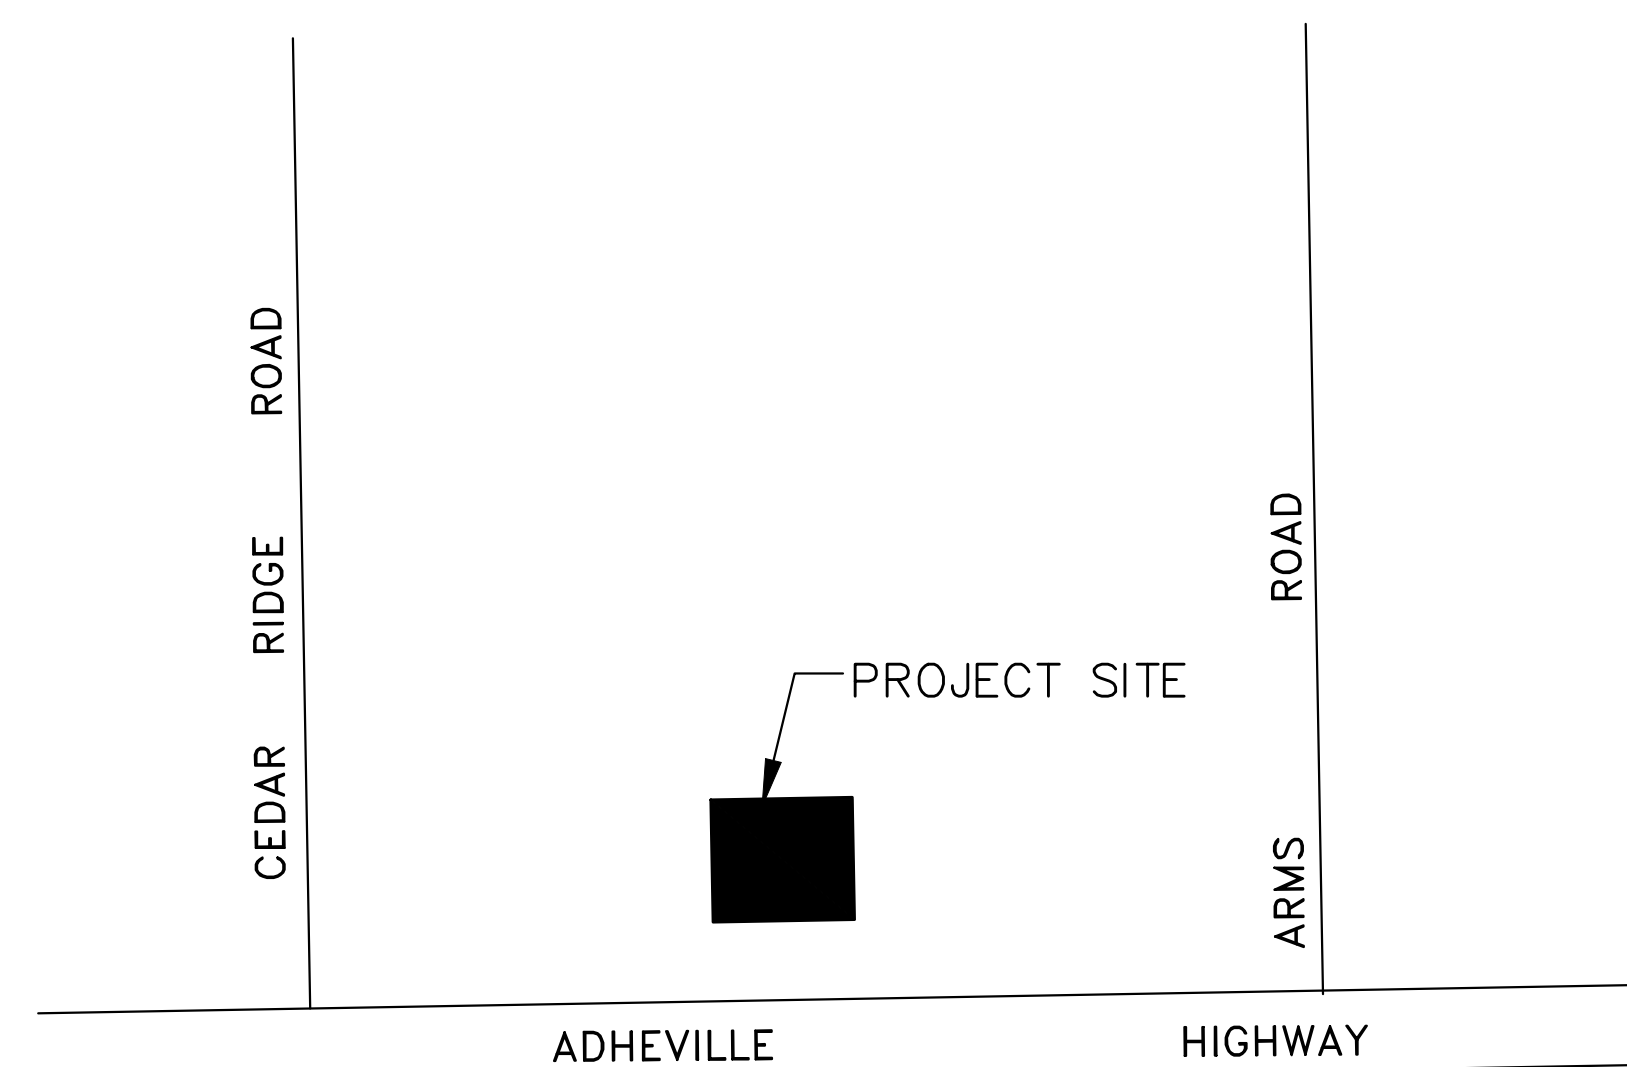 CEDAR RIDGE ROAD
PROJECT SITE
ARMS ROAD
ADHEVILLE HIGHWAY